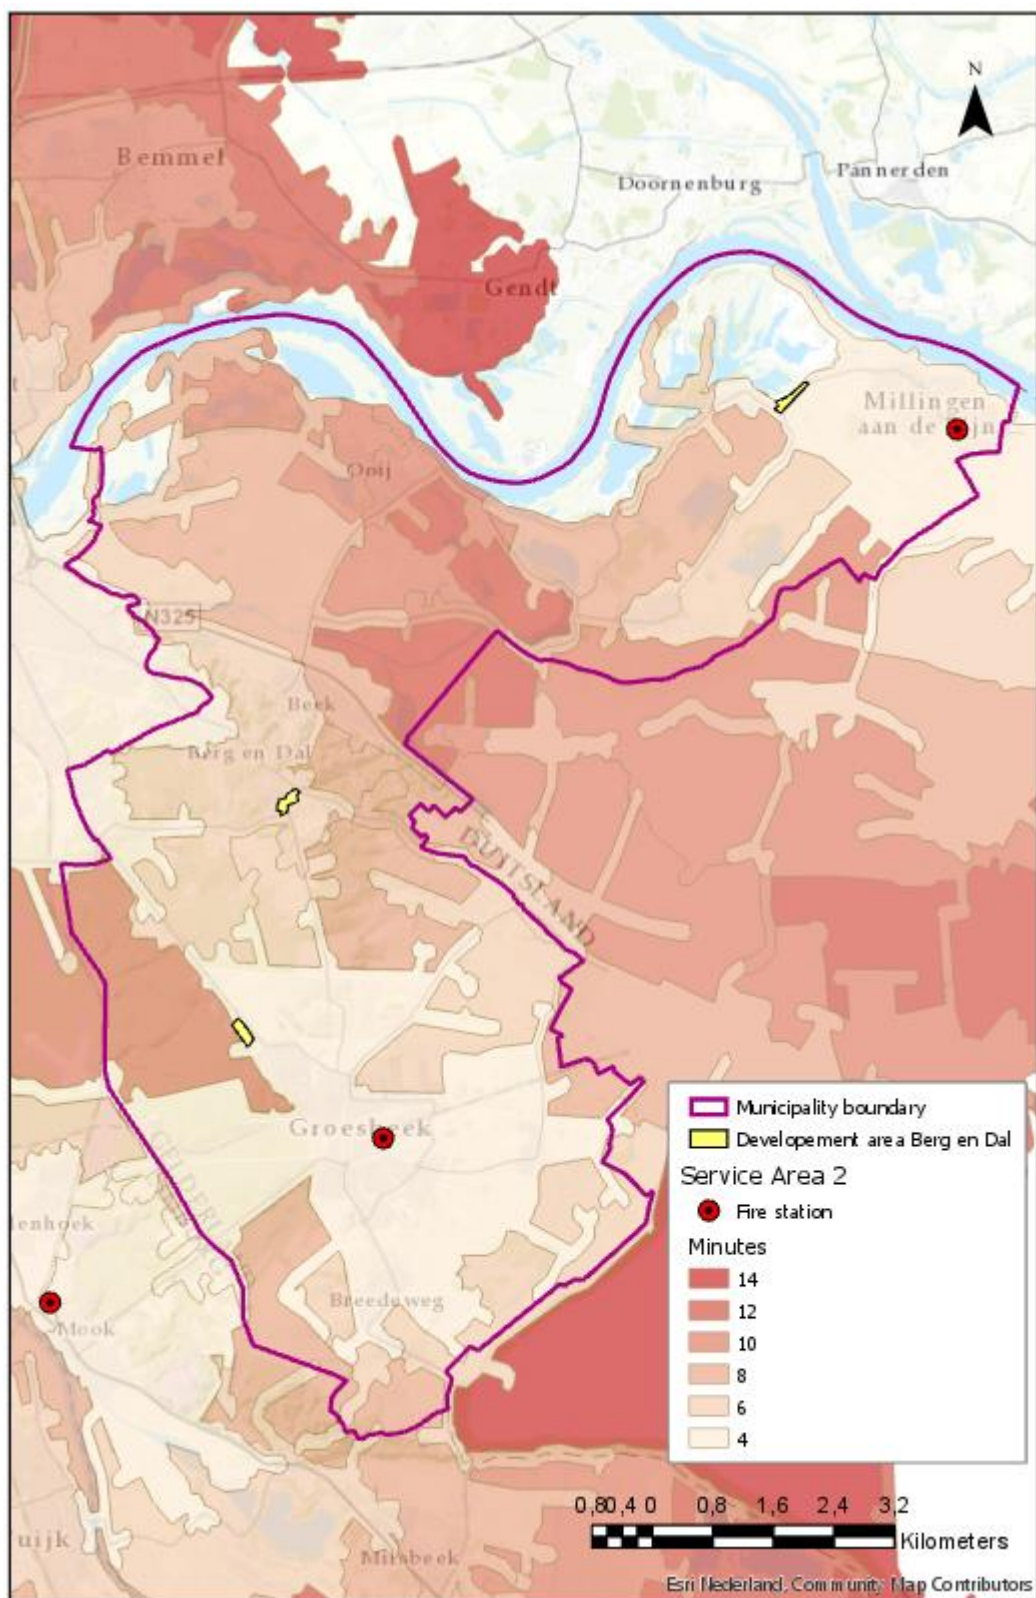 N
Bemmel
Doornenburg
Pannerden
Gendt
Millingen
aan de Rijn
Ooij
N325
Beek
Berg en Dal
DUITSLAND
Groesbeek
Breedeweg
Mook
Milsbeek
uijk
Municipality boundary
Developement area Berg en Dal
Service Area 2
Fire station
Minutes
14
12
10
8
6
4
0,80,4 0 0,8 1,6 2,4 3,2
Kilometers
Esri Nederland, Community Map Contributors